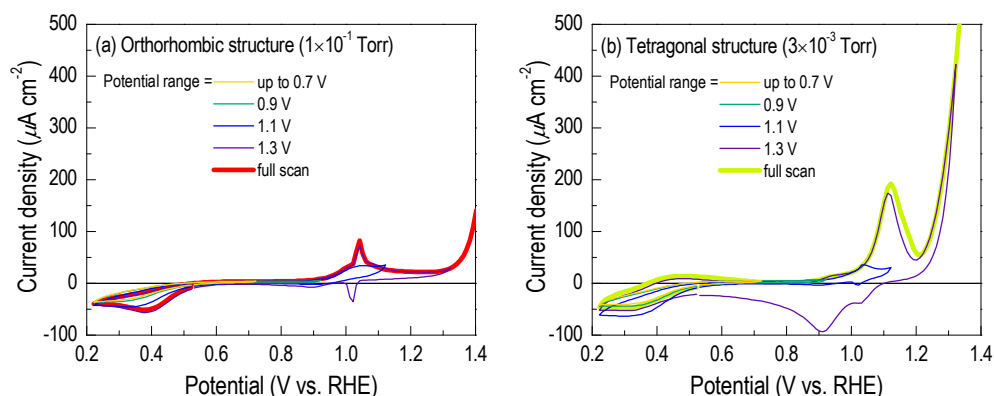 (a) Orthorhombic structure (1×10⁻¹ Torr)
Potential range =
up to 0.7 V
0.9 V
1.1 V
1.3 V
full scan
500
400
300
200
100
0
-100
0.2 0.4 0.6 0.8 1.0 1.2 1.4
Current density (μA cm⁻²)
Potential (V vs. RHE)
(b) Tetragonal structure (3×10⁻³ Torr)
Potential range =
up to 0.7 V
0.9 V
1.1 V
1.3 V
full scan
500
400
300
200
100
0
-100
0.2 0.4 0.6 0.8 1.0 1.2 1.4
Current density (μA cm⁻²)
Potential (V vs. RHE)